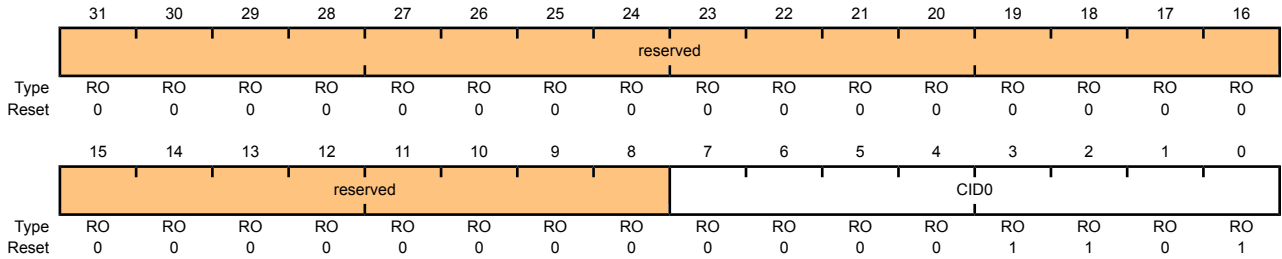 31 30 29 28 27 26 25 24 23 22 21 20 19 18 17 16
reserved
Type RO RO RO RO RO RO RO RO RO RO RO RO RO RO RO RO
Reset 0 0 0 0 0 0 0 0 0 0 0 0 0 0 0 0
15 14 13 12 11 10 9 8 7 6 5 4 3 2 1 0
reserved CID0
Type RO RO RO RO RO RO RO RO RO RO RO RO RO RO RO RO
Reset 0 0 0 0 0 0 0 0 0 0 0 0 1 1 0 1